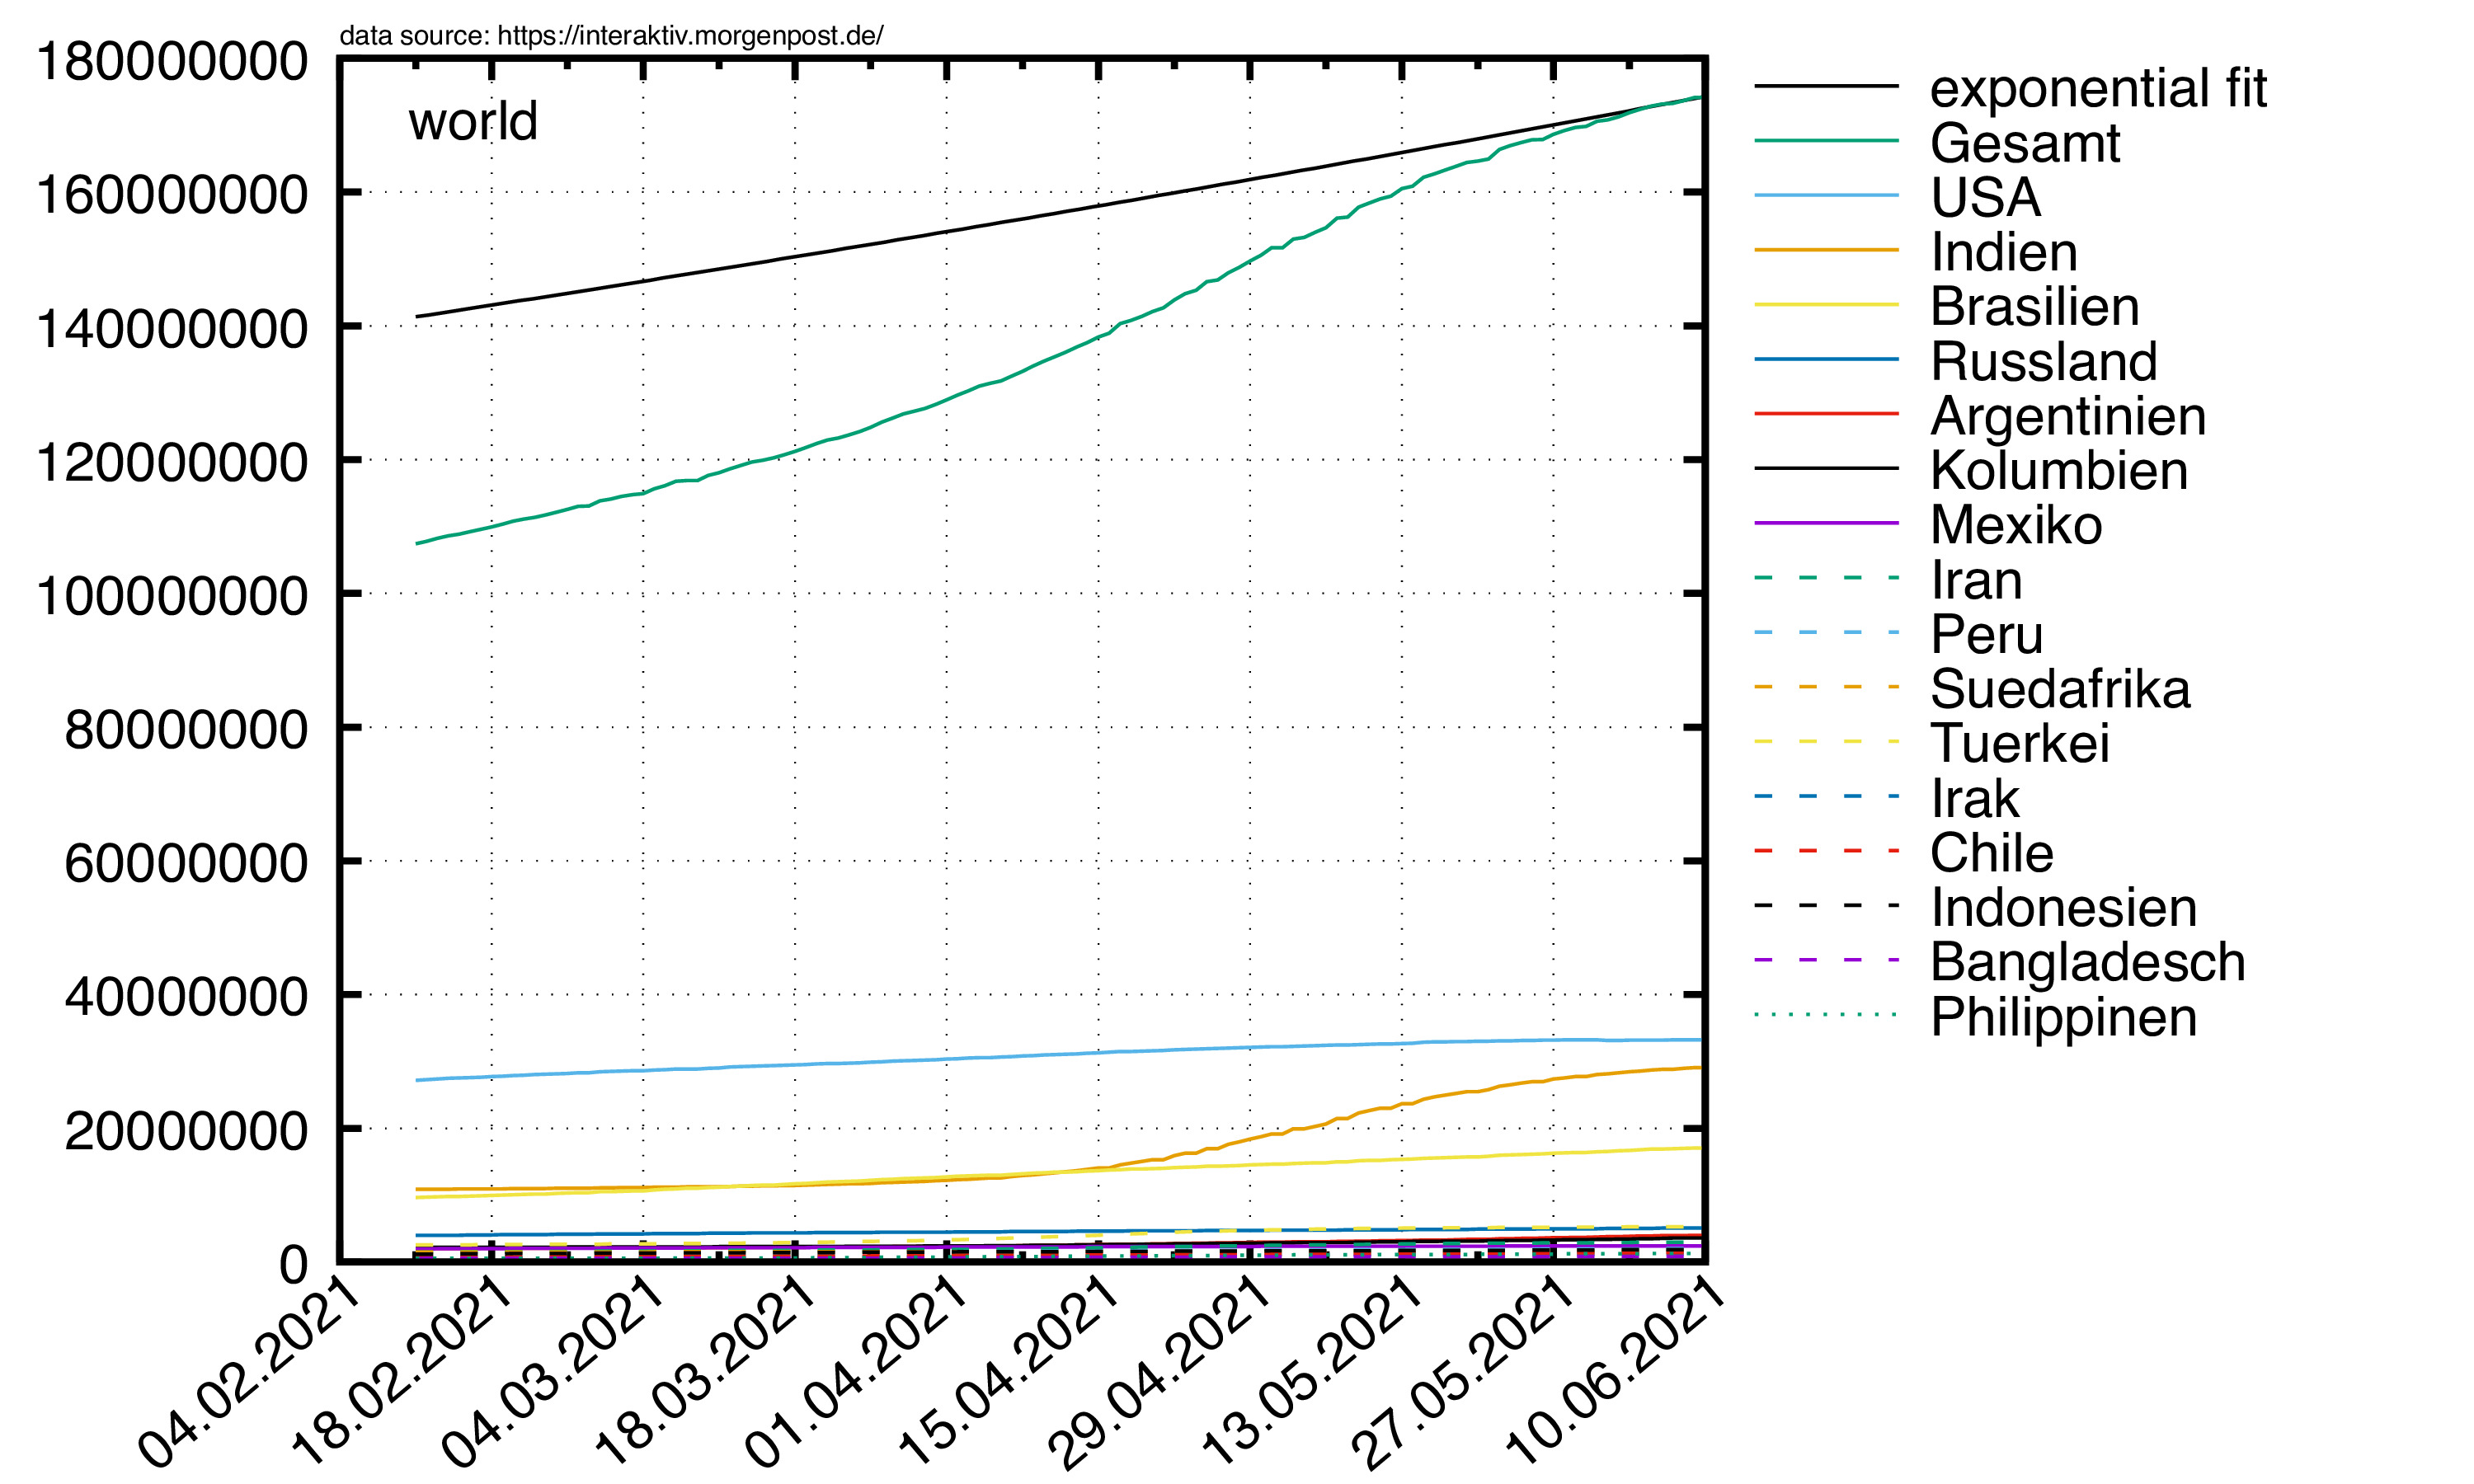 data source: https://interaktiv.morgenpost.de/
180000000
160000000
140000000
120000000
100000000
80000000
60000000
40000000
20000000
0
world
04.02.2021
18.02.2021
04.03.2021
18.03.2021
01.04.2021
15.04.2021
29.04.2021
13.05.2021
27.05.2021
10.06.2021
exponential fit
Gesamt
USA
Indien
Brasilien
Russland
Argentinien
Kolumbien
Mexiko
Iran
Peru
Suedafrika
Tuerkei
Irak
Chile
Indonesien
Bangladesch
Philippinen